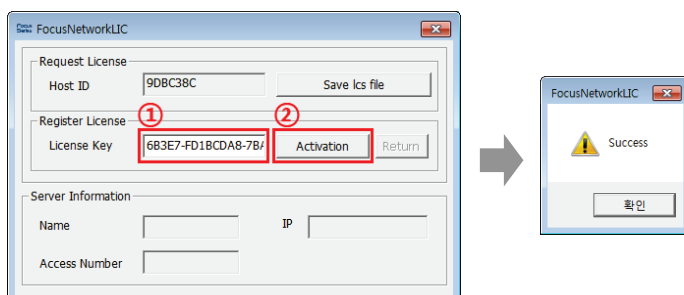 FocusNetworkLIC
Request License
Host ID 9DBC38C Save lcs file
① ②
Register License
License Key 6B3E7-FD1BCDA8-7B Activation Return
Server Information
Name IP
Access Number
FocusNetworkLIC
Success
확인